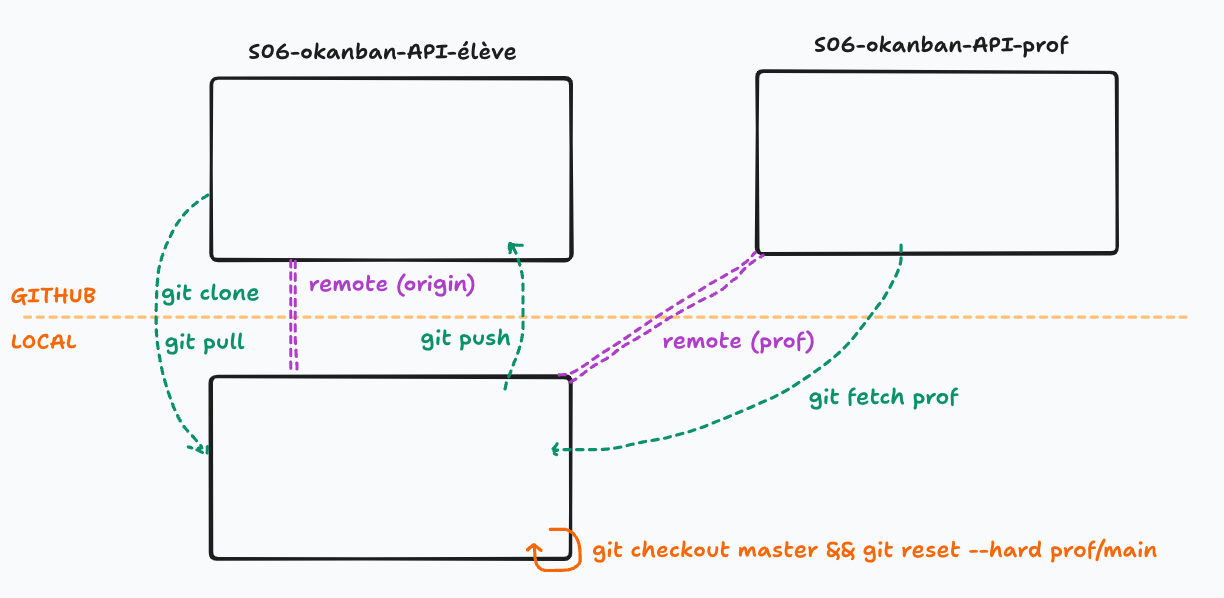 S06-okanban-API-élève
S06-okanban-API-prof
remote (origin)
git clone
GITHUB
LOCAL
git pull
git push
remote (prof)
git fetch prof
git checkout master && git reset --hard prof/main